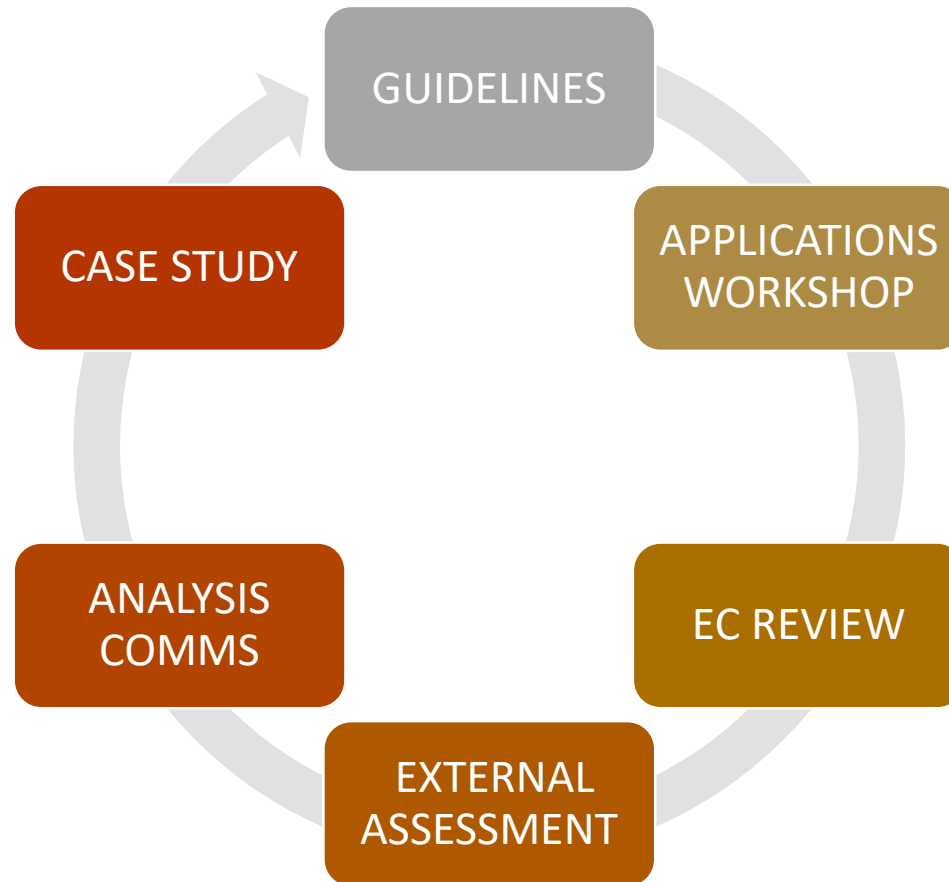 GUIDELINES
APPLICATIONS
WORKSHOP
EC REVIEW
EXTERNAL
ASSESSMENT
ANALYSIS
COMMS
CASE STUDY